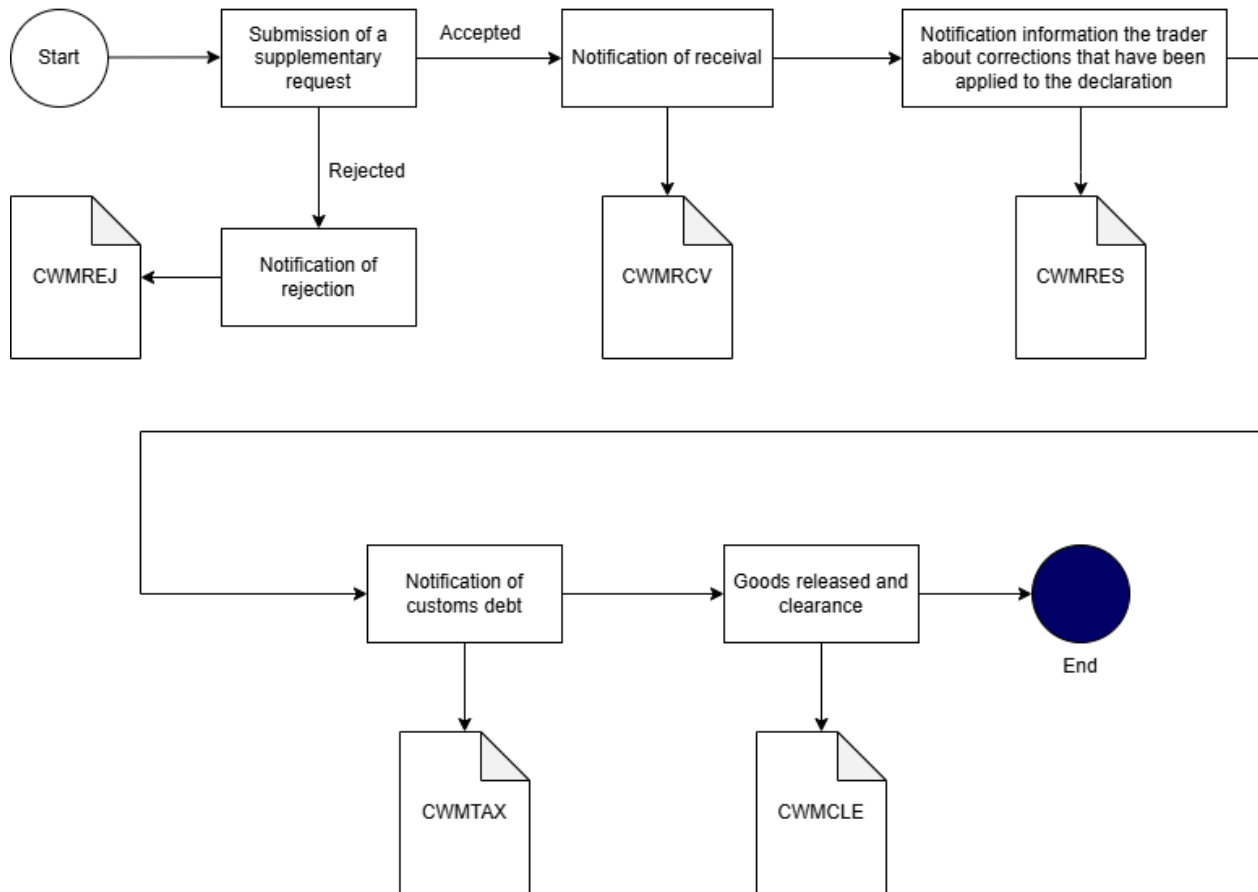 Start
Submission of a
supplementary
request
Accepted
Notification of receival
Notification information the trader
about corrections that have been
applied to the declaration
Rejected
CWMREJ
Notification of
rejection
CWMRCV
CWMRES
Notification of
customs debt
Goods released and
clearance
End
CWMTAX
CWMCLE